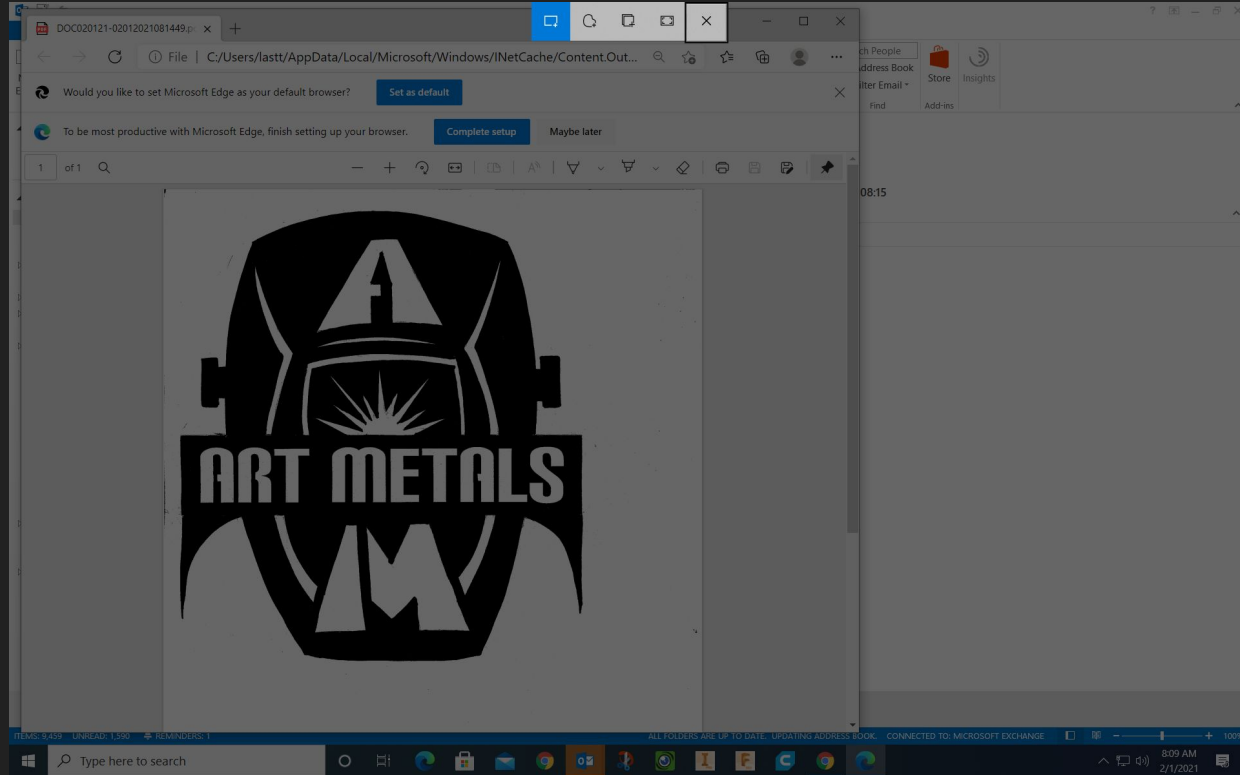 DOC020121-02012021081449.p
File
C:/Users/lastt/AppData/Local/Microsoft/Windows/INetCache/Content.Out...
Would you like to set Microsoft Edge as your default browser?
Set as default
To be most productive with Microsoft Edge, finish setting up your browser.
Complete setup
Maybe later
1 of 1
ch People
ddress Book
lter Email
Find
Store
Add-ins
Insights
08:15
A
ART METALS
M
ITEMS: 9,459 UNREAD: 1,590 REMINDERS: 1
ALL FOLDERS ARE UP TO DATE. UPDATING ADDRESS BOOK. CONNECTED TO: MICROSOFT EXCHANGE
100%
Type here to search
8:09 AM
2/1/2021